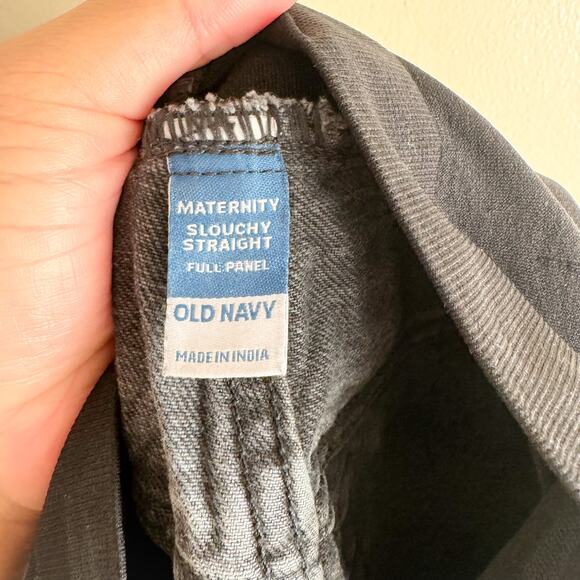 MATERNITY
SLOUCHY
STRAIGHT
FULL PANEL
OLD NAVY
MADE IN INDIA